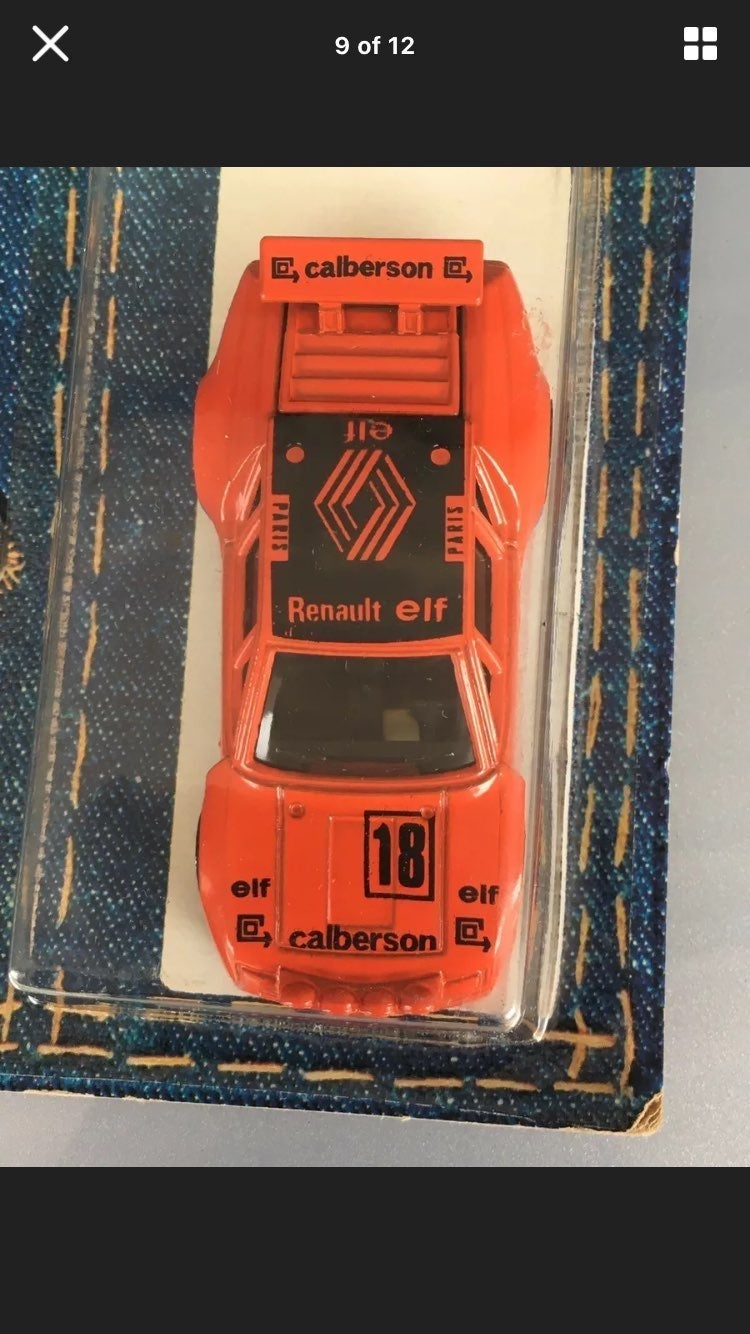 9 of 12
calberson
elf
PARIS
PARIS
Renault elf
18
elf
elf
calberson